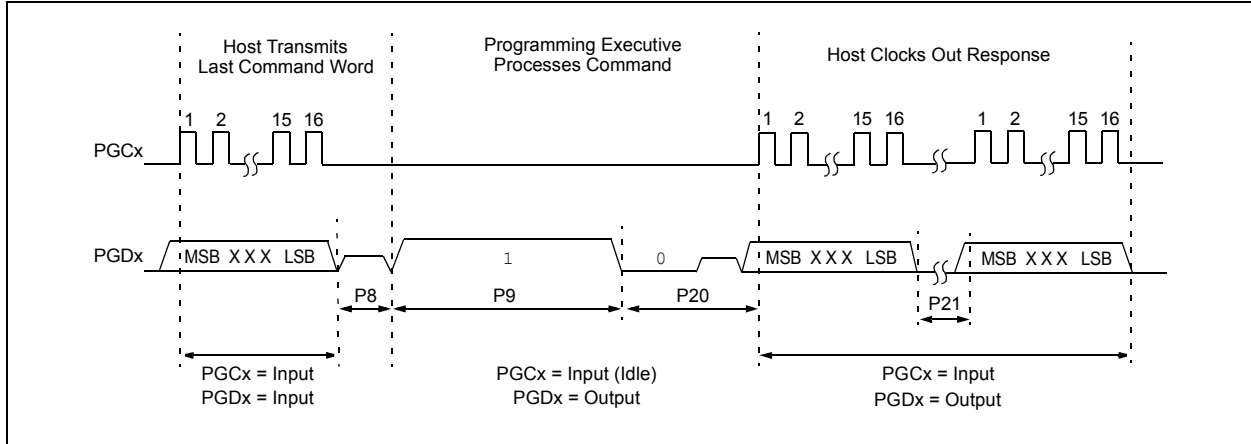 Host Transmits
Last Command Word
Programming Executive
Processes Command
Host Clocks Out Response
1 2 15 16
1 2 15 16
1 2 15 16
PGCx
PGDx
MSB X X X LSB
1
0
MSB X X X LSB
MSB X X X LSB
P8
P9
P20
P21
PGCx = Input
PGDx = Input
PGCx = Input (Idle)
PGDx = Output
PGCx = Input
PGDx = Output